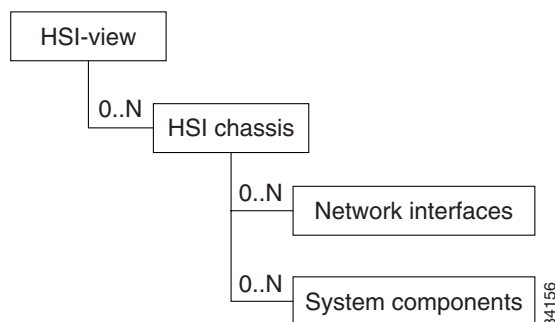 HSI-view
0..N
HSI chassis
0..N
Network interfaces
0..N
System components